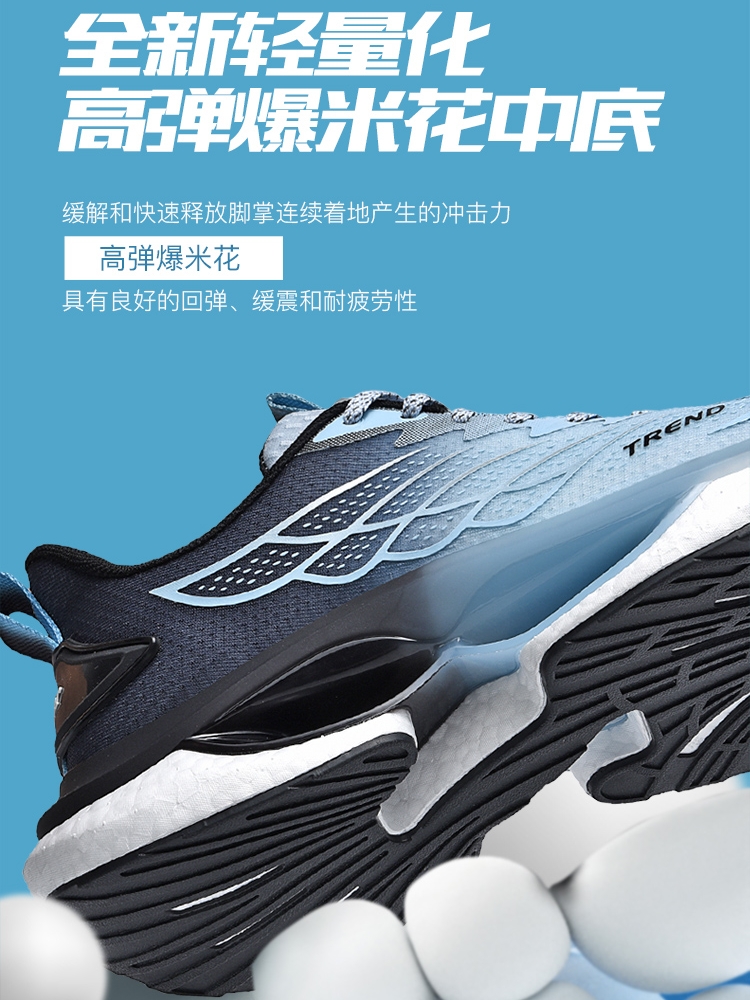 全新轻量化
高弹爆米花中底
缓解和快速释放脚掌连续着地产生的冲击力
高弹爆米花
具有良好的回弹、缓震和耐疲劳性
TREND